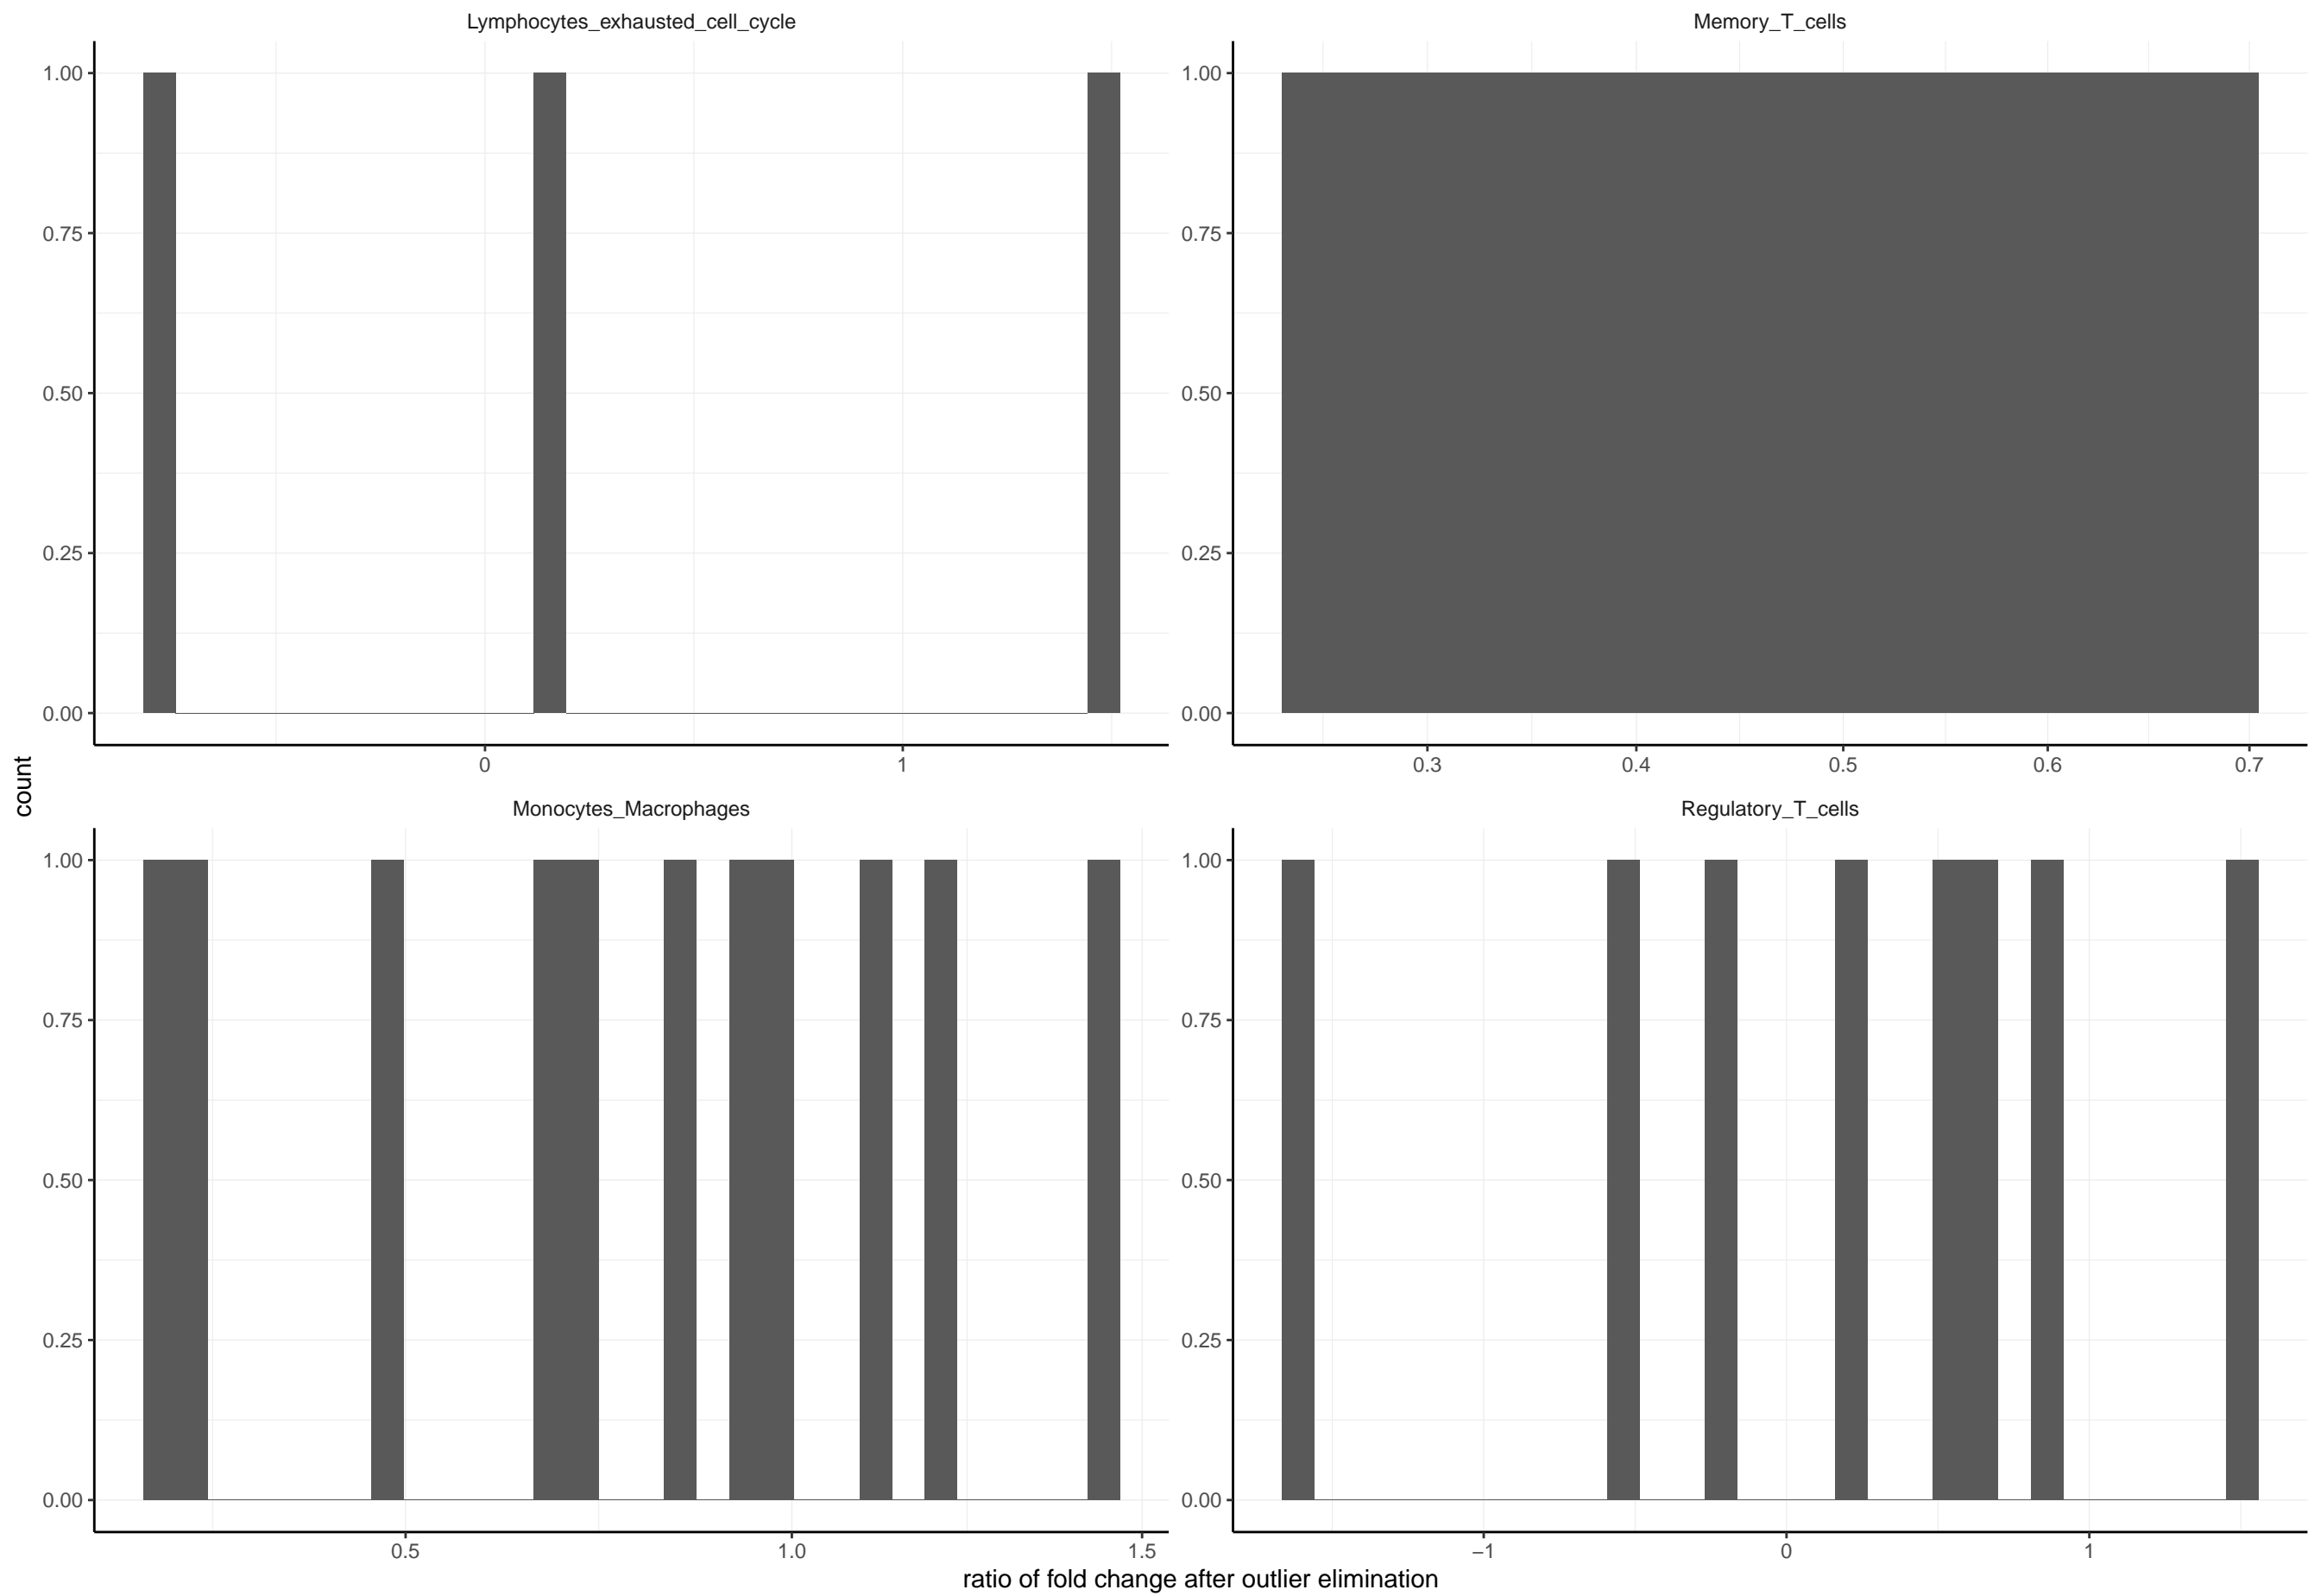 Lymphocytes_exhausted_cell_cycle
Memory_T_cells
1.00
0.75
0.50
0.25
0.00
0 1
1.00
0.75
0.50
0.25
0.00
0.3 0.4 0.5 0.6 0.7
count
Monocytes_Macrophages
Regulatory_T_cells
1.00
0.75
0.50
0.25
0.00
0.5 1.0 1.5
1.00
0.75
0.50
0.25
0.00
−1 0 1
ratio of fold change after outlier elimination